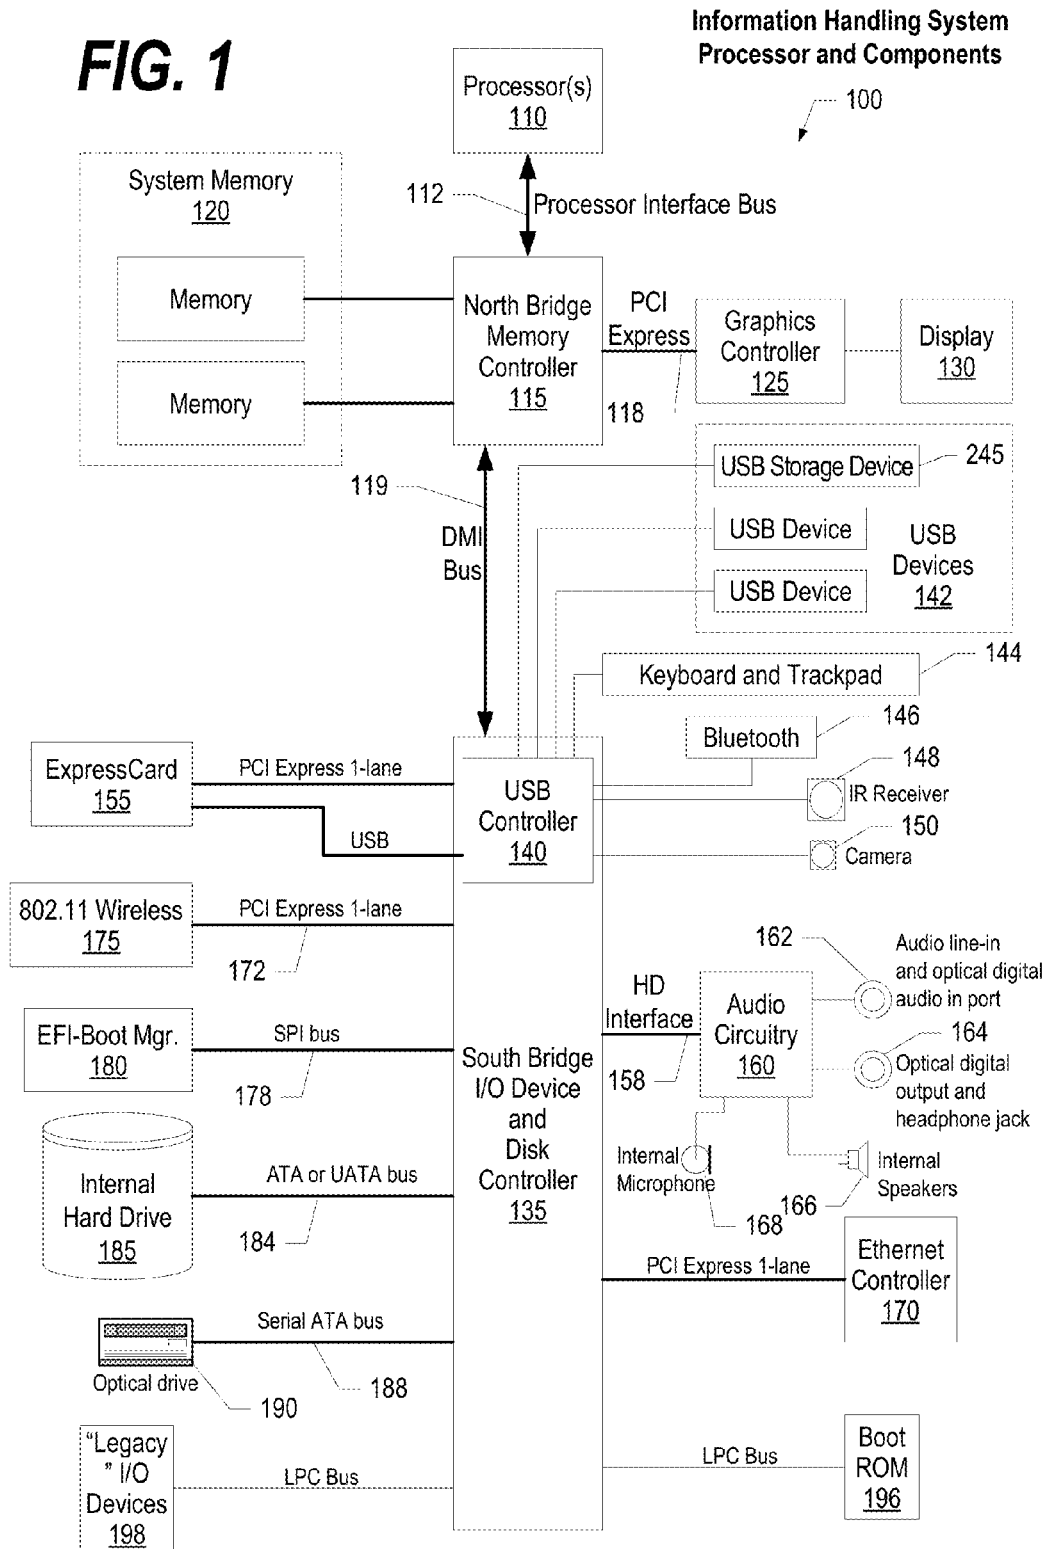 FIG. 1
Information Handling System
Processor and Components
100
Processor(s)
110
112
Processor Interface Bus
System Memory
120
Memory
Memory
North Bridge
Memory
Controller
115
PCI
Express
118
Graphics
Controller
125
Display
130
119
DMI
Bus
USB Storage Device
245
USB Device
USB Device
USB
Devices
142
Keyboard and Trackpad
144
Bluetooth
146
148
IR Receiver
150
Camera
ExpressCard
155
PCI Express 1-lane
USB
USB
Controller
140
802.11 Wireless
175
PCI Express 1-lane
172
EFI-Boot Mgr.
180
SPI bus
178
South Bridge
I/O Device
and
Disk
Controller
135
HD
Interface
158
Audio
Circuitry
160
162
Audio line-in
and optical digital
audio in port
164
Optical digital
output and
headphone jack
Internal
Microphone
168
166
Internal
Speakers
Internal
Hard Drive
185
ATA or UATA bus
184
PCI Express 1-lane
Ethernet
Controller
170
Serial ATA bus
188
Optical drive
190
“Legacy
” I/O
Devices
198
LPC Bus
LPC Bus
Boot
ROM
196